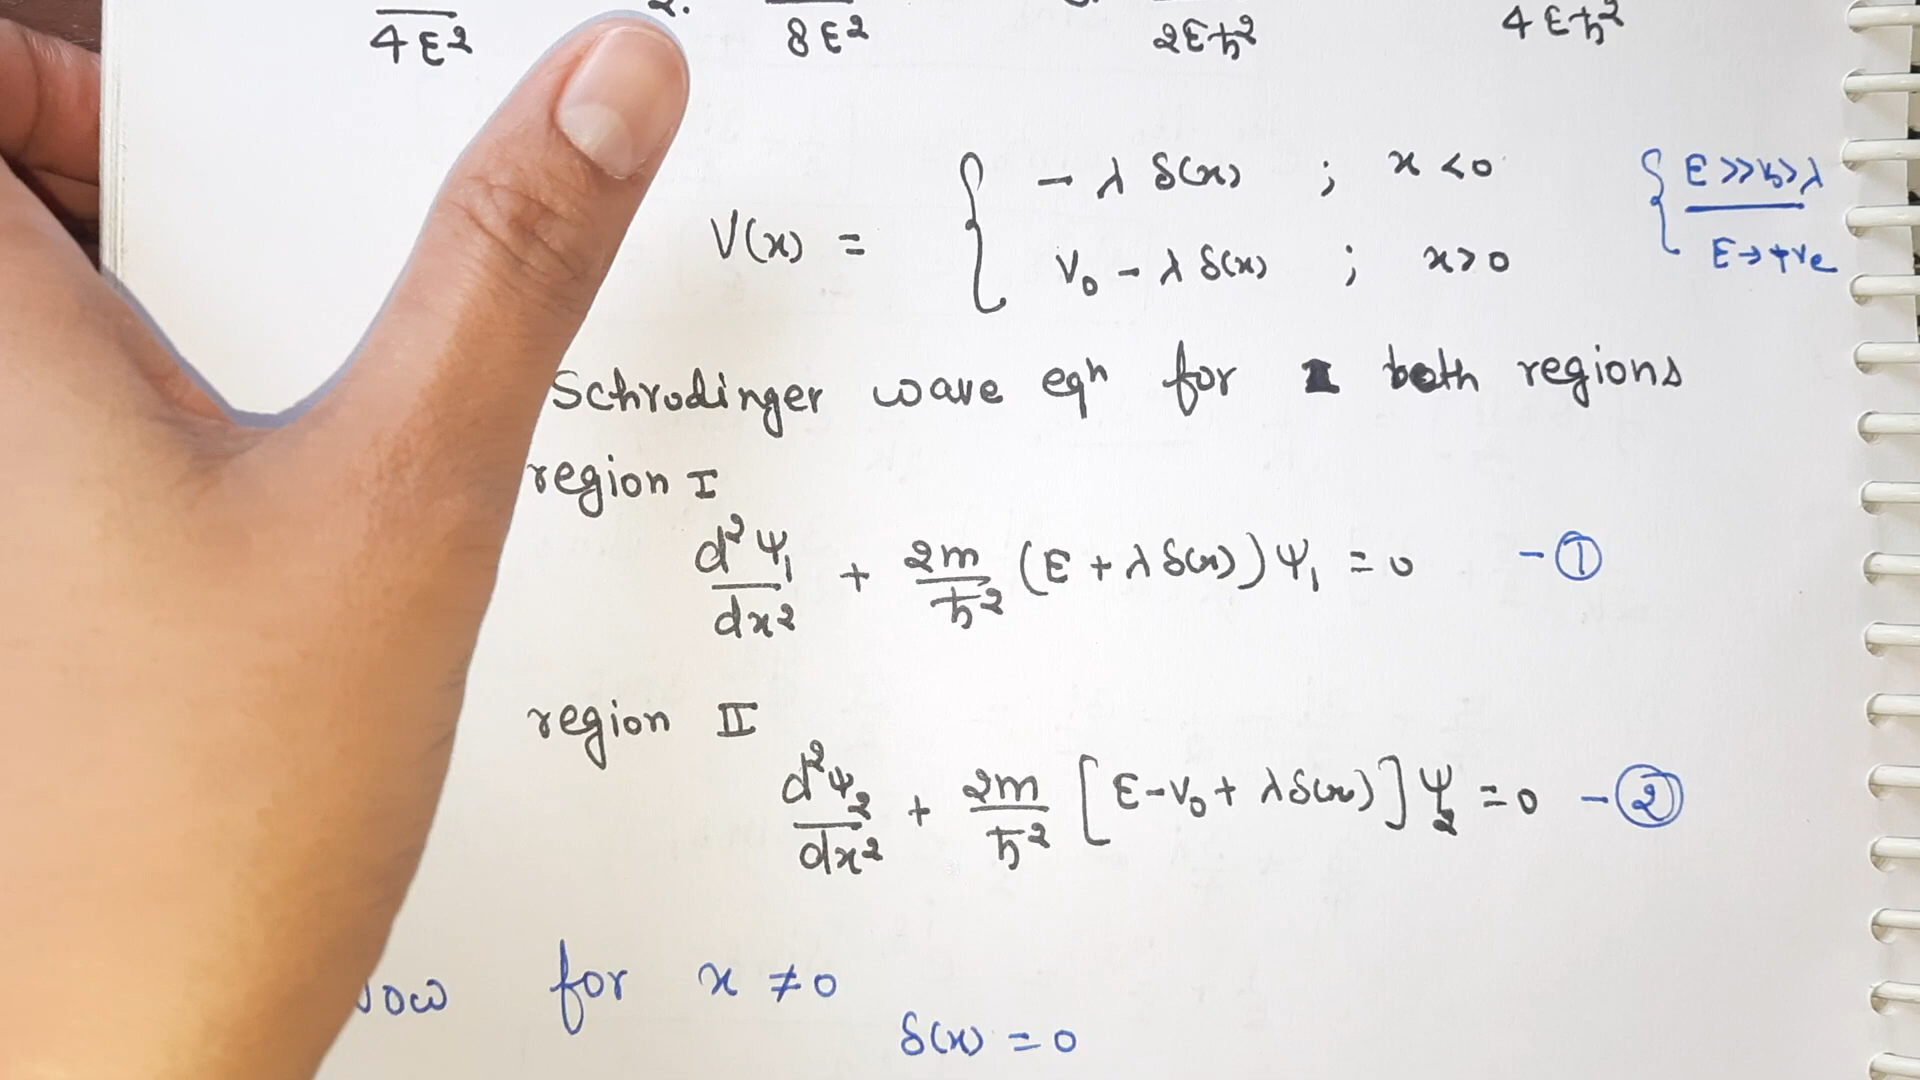 4E² 2. 8E² 2Eħ² 4Eħ²
V(x) = { - λ δ(x) ; x < 0
V₀ - λ δ(x) ; x > 0
{ E >> V₀ > λ
E → +ve
Schrodinger wave eqⁿ for both regions
region I
d²Ψ₁/dx² + 2m/ħ² (E + λ δ(x)) Ψ₁ = 0 - ①
region II
d²Ψ₂/dx² + 2m/ħ² [E - V₀ + λ δ(x)] Ψ₂ = 0 - ②
for x ≠ 0
δ(x) = 0